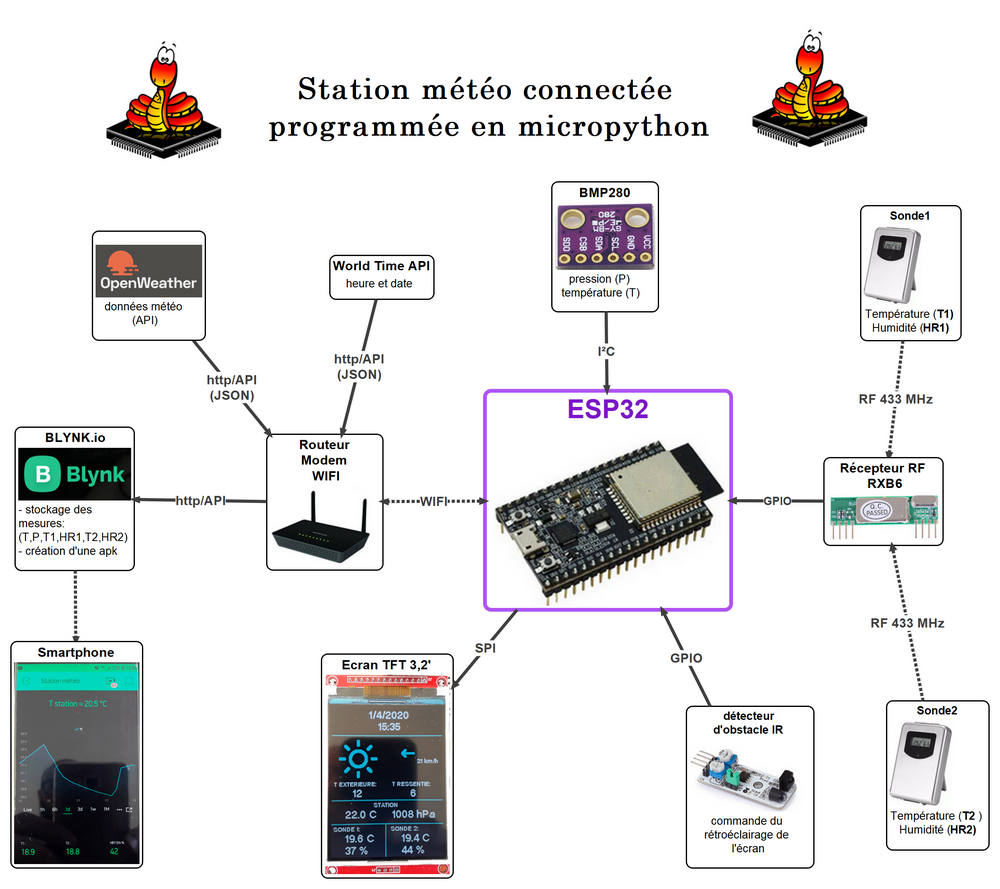 Station météo connectée
programmée en micropython
BMP280
GY-BM
ME/PM
280
SDO
CSB
SDA
SCL
GND
VCC
pression (P)
température (T)
Sonde1
Température (T1)
Humidité (HR1)
OpenWeather
données météo
(API)
World Time API
heure et date
http/API
(JSON)
http/API
(JSON)
I²C
RF 433 MHz
ESP32
BLYNK.io
B Blynk
- stockage des
mesures:
(T,P,T1,HR1,T2,HR2)
- création d'une apk
http/API
Routeur
Modem
WIFI
WIFI
GPIO
Récepteur RF
RXB6
Q.C.
PASSED
RF 433 MHz
SPI
GPIO
Smartphone
Station météo
T station = 20.5 °C
Live 1h 6h 1d 3d 1w 1M
18.9 18.8 42
Ecran TFT 3,2'
1/4/2020
15:35
21 km/h
T EXTERIEURE: T RESSENTIE:
12 6
STATION
22.0 C 1008 hPa
SONDE 1: SONDE 2:
19.6 C 19.4 C
37 % 44 %
détecteur
d'obstacle IR
commande du
rétroéclairage de
l'écran
Sonde2
Température (T2 )
Humidité (HR2)